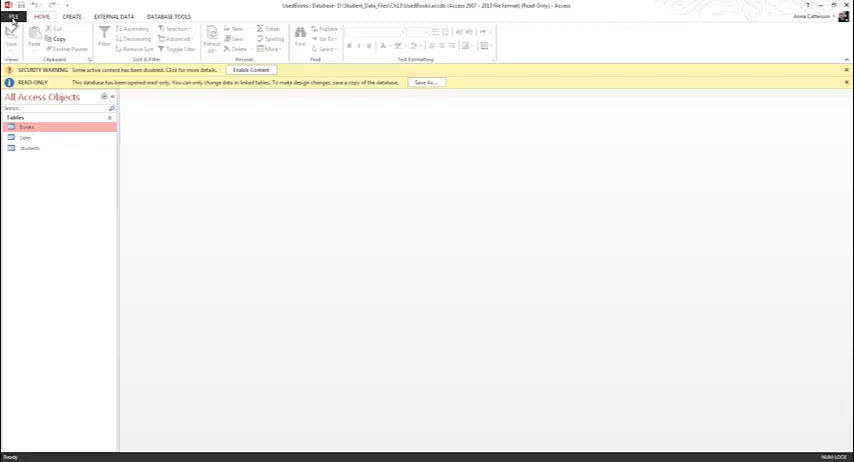 UsedBooks : Database- D:\Student_Data_Files\Ch13\UsedBooks.accdb (Access 2007 - 2013 file format) (Read-Only) - Access
Anna Catterson
FILE HOME CREATE EXTERNAL DATA DATABASE TOOLS
View
Views
Paste
Cut
Copy
Format Painter
Clipboard
Filter
Ascending
Descending
Remove Sort
Selection
Advanced
Toggle Filter
Sort & Filter
Refresh All
New
Save
Delete
Totals
Spelling
More
Records
Find
Replace
Go To
Select
Find
B I U
Text Formatting
SECURITY WARNING Some active content has been disabled. Click for more details. Enable Content
READ-ONLY This database has been opened read-only. You can only change data in linked tables. To make design changes, save a copy of the database. Save As...
All Access Objects
Search...
Tables
Books
Sales
Students
Ready
NUM LOCK